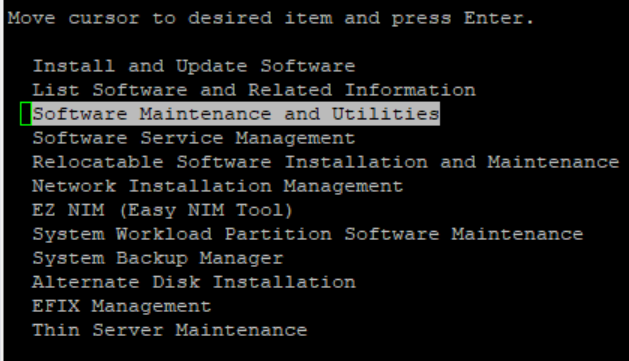 Move cursor to desired item and press Enter.
Install and Update Software
List Software and Related Information
Software Maintenance and Utilities
Software Service Management
Relocatable Software Installation and Maintenance
Network Installation Management
EZ NIM (Easy NIM Tool)
System Workload Partition Software Maintenance
System Backup Manager
Alternate Disk Installation
EFIX Management
Thin Server Maintenance